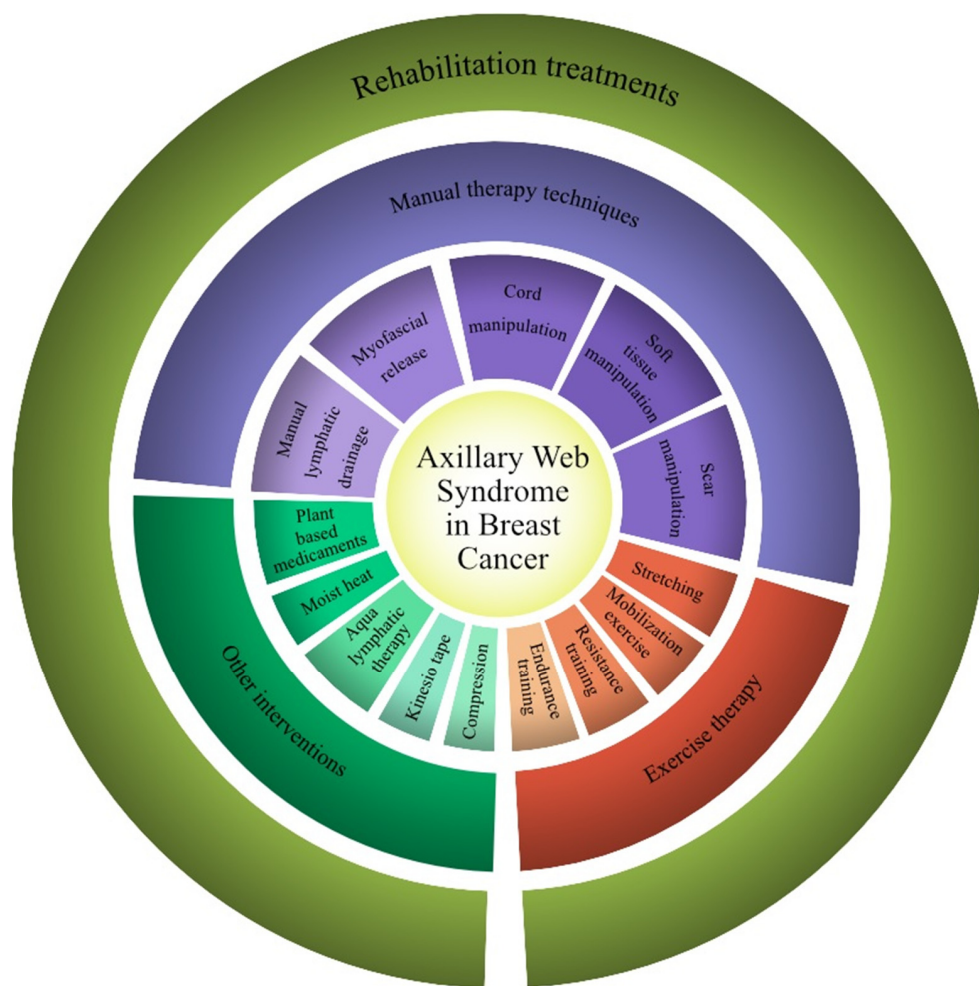 Rehabilitation treatments
Manual therapy techniques
Manual
lymphatic
drainage
Myofascial
release
Cord
manipulation
Soft
tissue
manipulation
Scar
manipulation
Axillary Web
Syndrome
in Breast
Cancer
Plant
based
medicaments
Moist heat
Aqua
lymphatic
therapy
Kinesio tape
Compression
Endurance
training
Resistance
training
Mobilization
exercise
Stretching
Other interventions
Exercise therapy